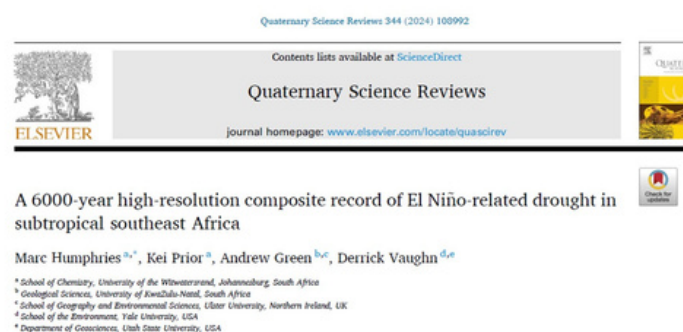 Quaternary Science Reviews 344 (2024) 108992
Contents lists available at ScienceDirect
Quaternary Science Reviews
ELSEVIER
journal homepage: www.elsevier.com/locate/quascirev
Check for
updates
A 6000-year high-resolution composite record of El Niño-related drought in
subtropical southeast Africa
Marc Humphries a,*, Kei Prior a, Andrew Green b,c, Derrick Vaughn d,e
a School of Chemistry, University of the Witwatersrand, Johannesburg, South Africa
b Geological Sciences, University of KwaZulu-Natal, South Africa
c School of Geography and Environmental Sciences, Ulster University, Northern Ireland, UK
d School of the Environment, Yale University, USA
e Department of Geosciences, Utah State University, USA